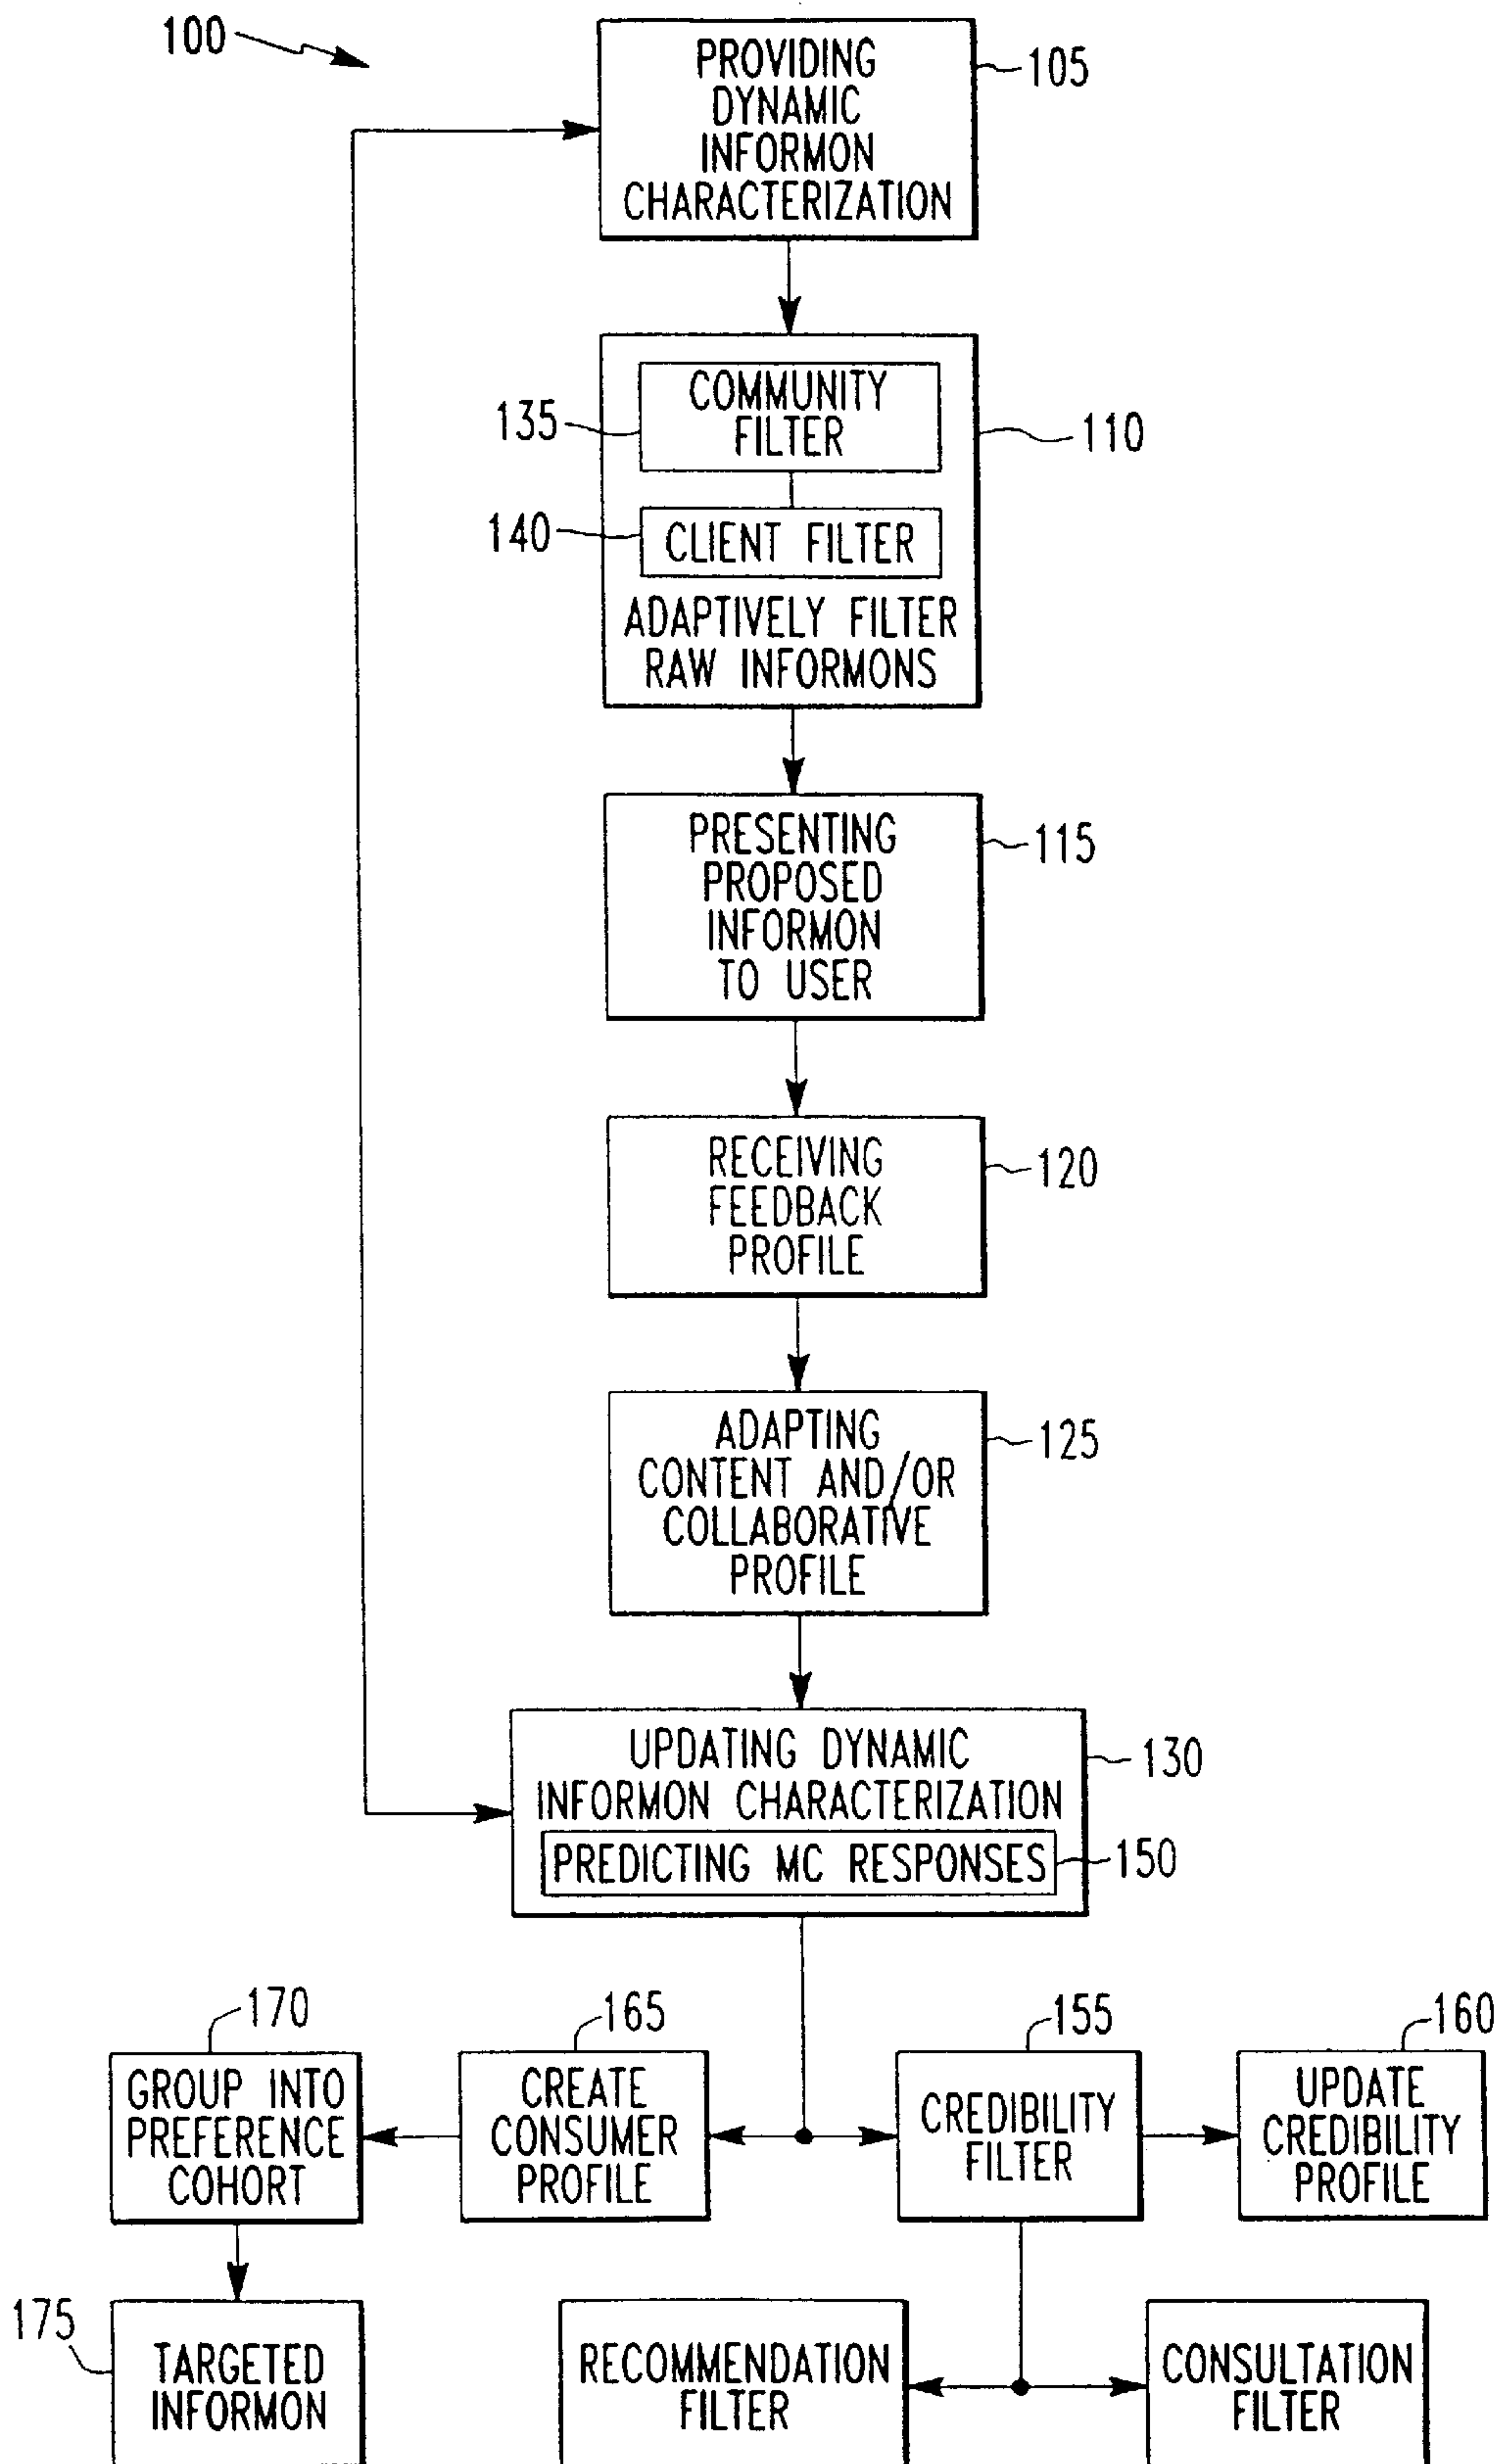 100
PROVIDING
DYNAMIC
INFORMON
CHARACTERIZATION
105
COMMUNITY
FILTER
135
110
140
CLIENT FILTER
ADAPTIVELY FILTER
RAW INFORMONS
PRESENTING
PROPOSED
INFORMON
TO USER
115
RECEIVING
FEEDBACK
PROFILE
120
ADAPTING
CONTENT AND/OR
COLLABORATIVE
PROFILE
125
UPDATING DYNAMIC
INFORMON CHARACTERIZATION
130
PREDICTING MC RESPONSES
150
170
GROUP INTO
PREFERENCE
COHORT
165
CREATE
CONSUMER
PROFILE
155
CREDIBILITY
FILTER
160
UPDATE
CREDIBILITY
PROFILE
175
TARGETED
INFORMON
RECOMMENDATION
FILTER
CONSULTATION
FILTER